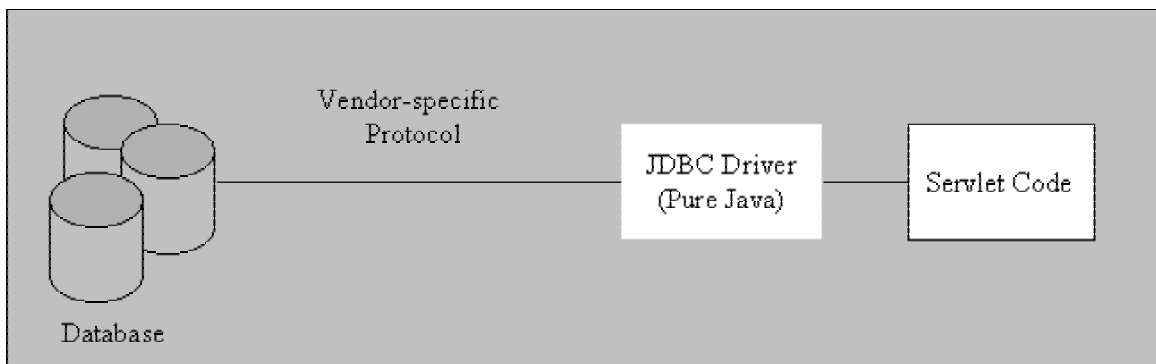 Vendor-specific
Protocol
JDBC Driver
(Pure Java)
Servlet Code
Database